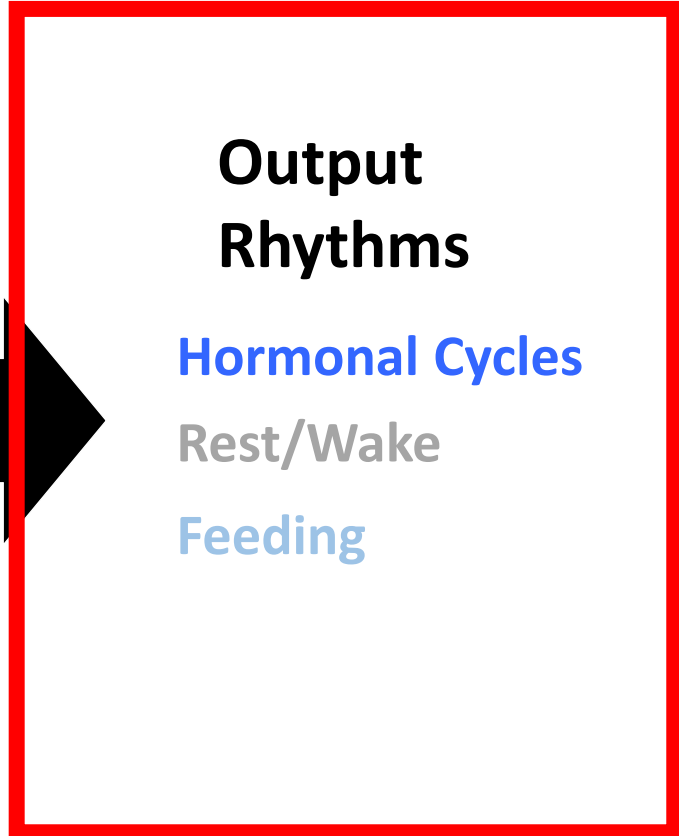 Output
Rhythms
Hormonal Cycles
Rest/Wake
Feeding